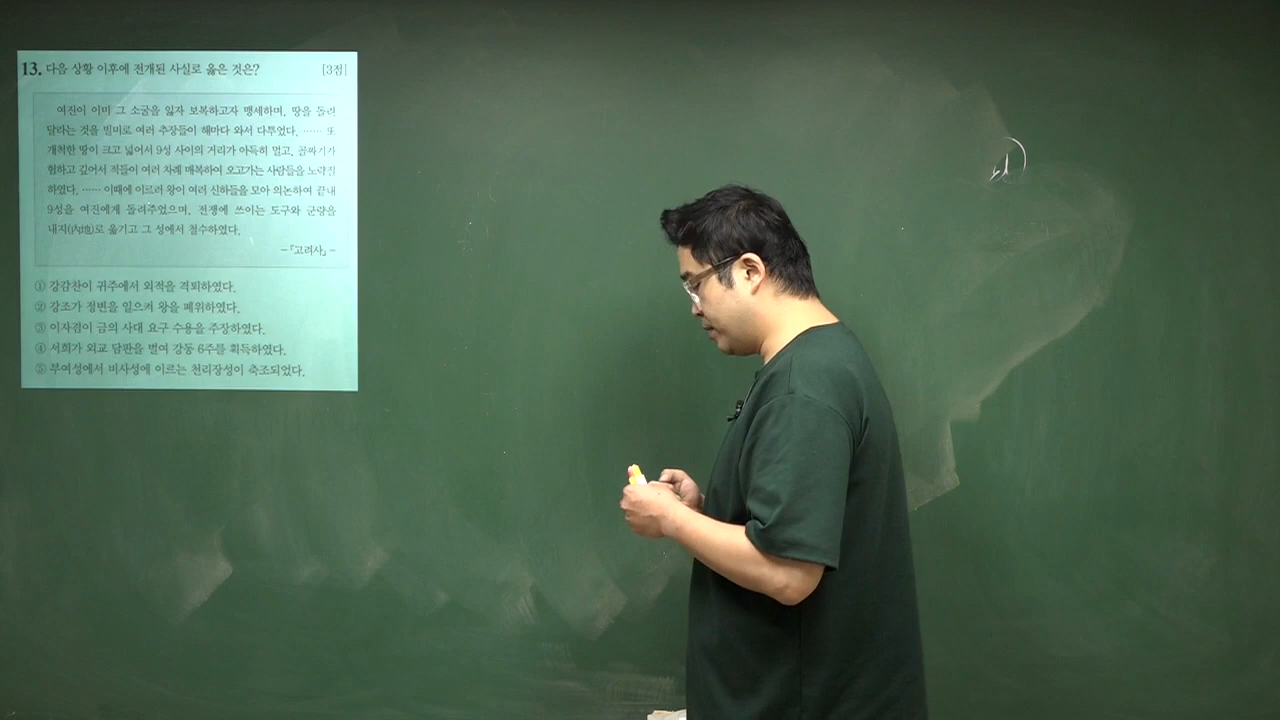 13. 다음 상황 이후에 전개된 사실로 옳은 것은? [3점]
여진이 이미 그 소굴을 잃자 보복하고자 맹세하며, 땅을 돌려
달라는 것을 빌미로 여러 추장들이 해마다 와서 다투었다. …… 또
개척한 땅이 크고 넓어서 9성 사이의 거리가 아득히 멀고, 골짜기가
험하고 깊어서 적들이 여러 차례 매복하여 오고가는 사람들을 노략질
하였다. …… 이때에 이르러 왕이 여러 신하들을 모아 의논하여 끝내
9성을 여진에게 돌려주었으며, 전쟁에 쓰이는 도구와 군량을
내지(內地)로 옮기고 그 성에서 철수하였다.
-「고려사」-
① 강감찬이 귀주에서 외적을 격퇴하였다.
② 강조가 정변을 일으켜 왕을 폐위하였다.
③ 이자겸이 금의 사대 요구 수용을 주장하였다.
④ 서희가 외교 담판을 벌여 강동 6주를 획득하였다.
⑤ 부여성에서 비사성에 이르는 천리장성이 축조되었다.